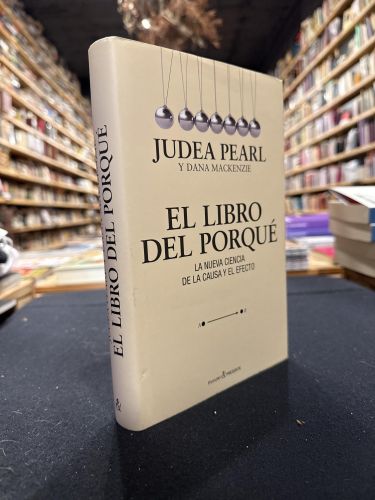 JUDEA PEARL
Y DANA MACKENZIE
EL LIBRO
DEL PORQUÉ
LA NUEVA CIENCIA
DE LA CAUSA Y EL EFECTO
EL LIBRO DEL PORQUÉ